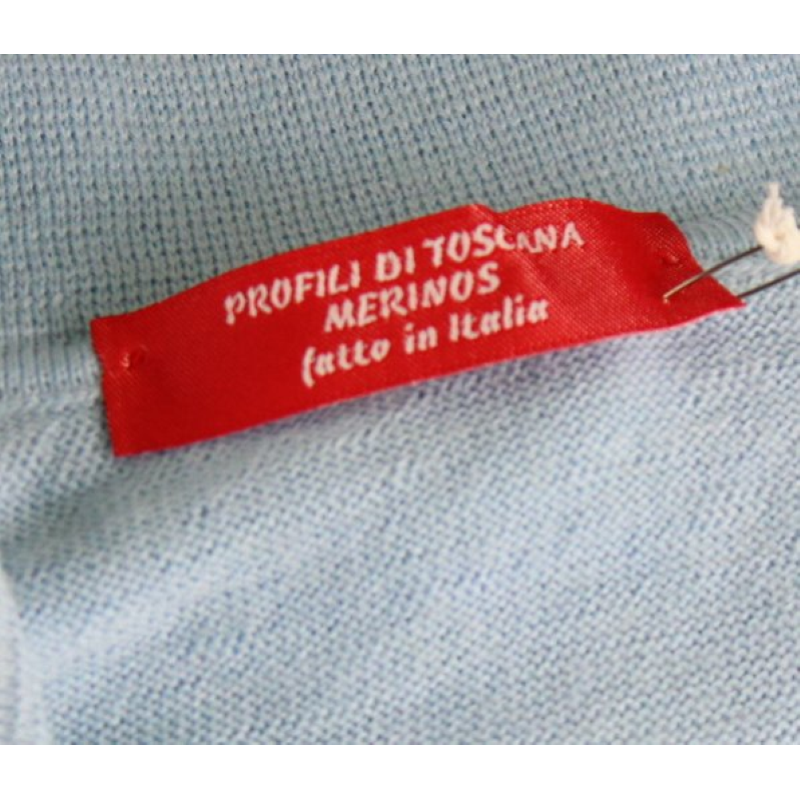 PROFILI DI TOSCANA
MERINOS
fatto in Italia